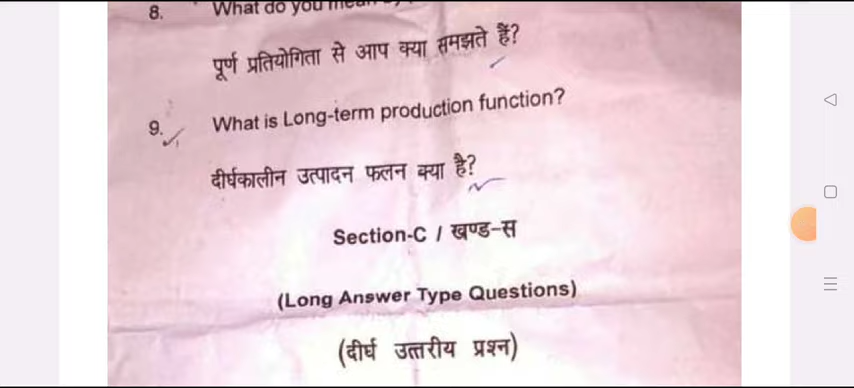 8. What do you mean
पूर्ण प्रतियोगिता से आप क्या समझते हैं?
9. What is Long-term production function?
दीर्घकालीन उत्पादन फलन क्या है?
Section-C / खण्ड-स
(Long Answer Type Questions)
(दीर्घ उत्तरीय प्रश्न)